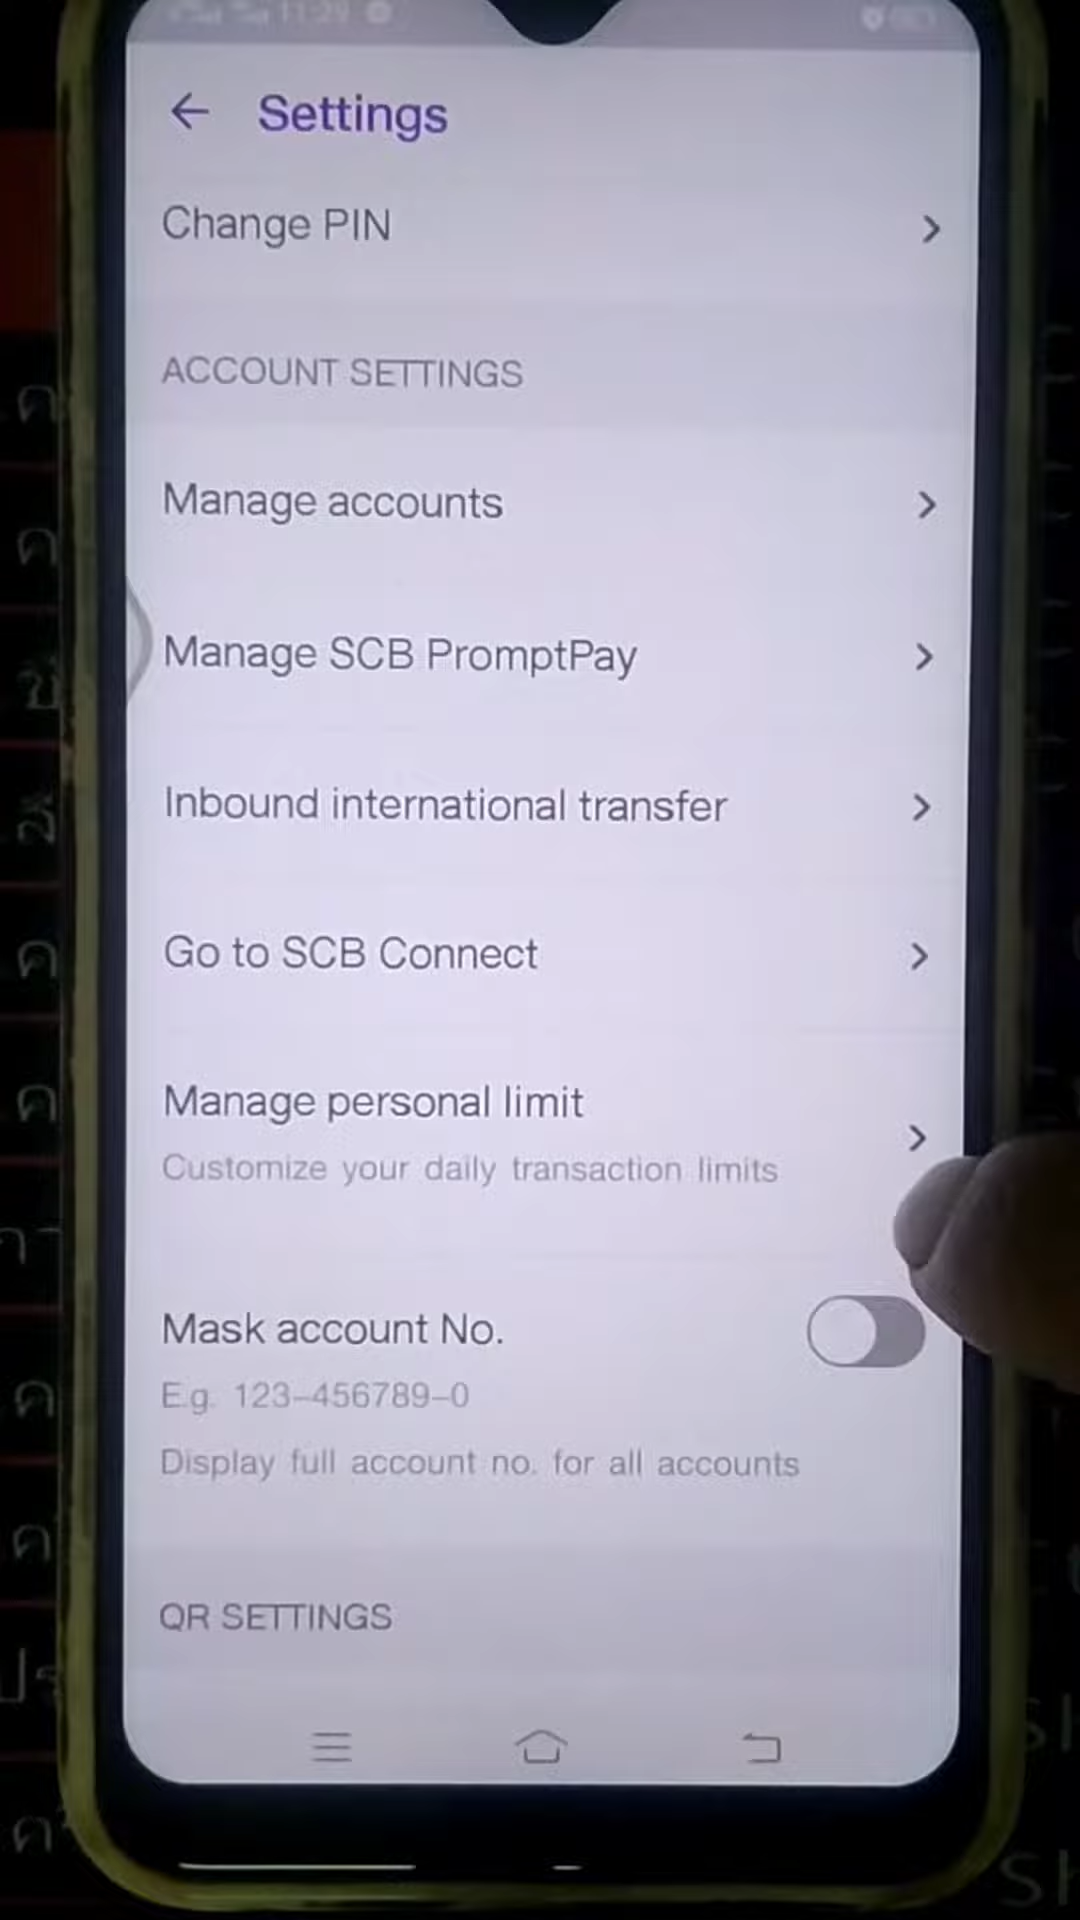 11:29
Settings
Change PIN
ACCOUNT SETTINGS
Manage accounts
Manage SCB PromptPay
Inbound international transfer
Go to SCB Connect
Manage personal limit
Customize your daily transaction limits
Mask account No.
E.g. 123-456789-0
Display full account no. for all accounts
QR SETTINGS